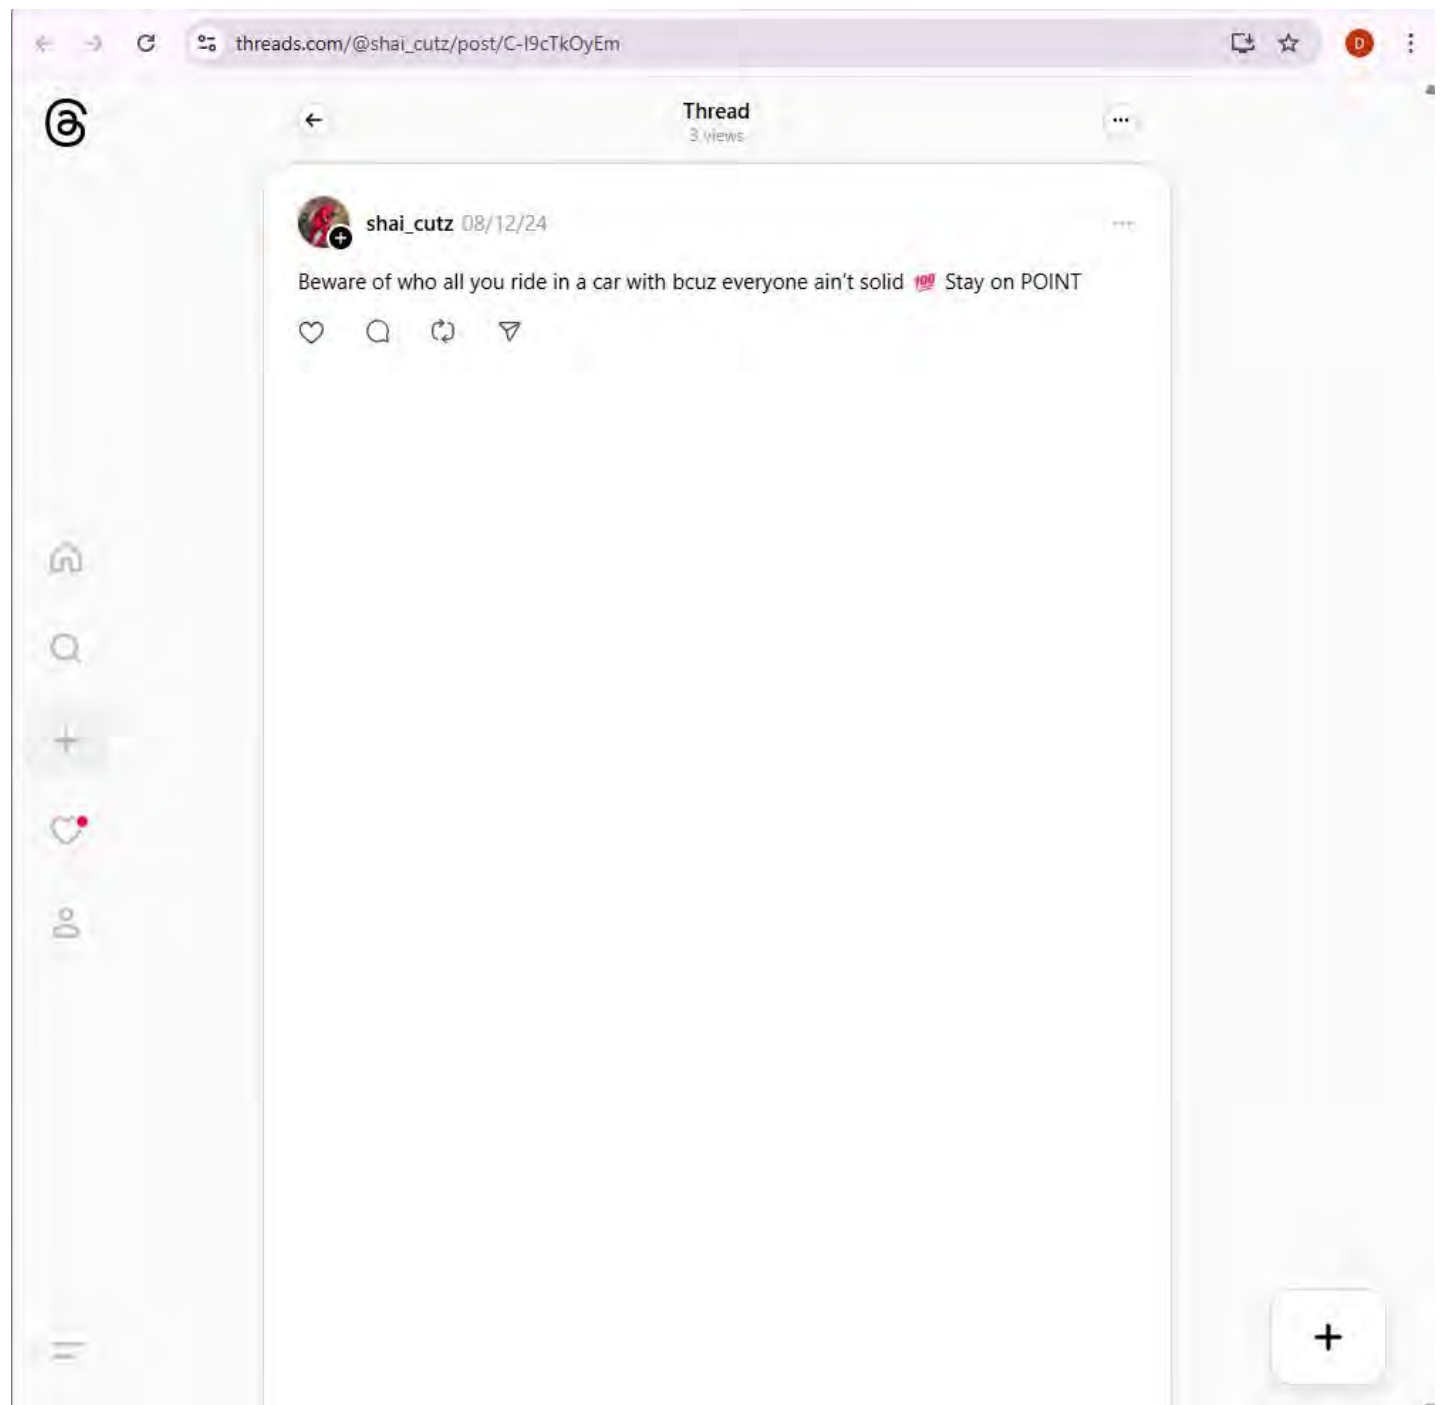 threads.com/@shai_cutz/post/C-I9cTkOyEm
D
Thread
3 views
shai_cutz 08/12/24
Beware of who all you ride in a car with bcuz everyone ain't solid 💯 Stay on POINT